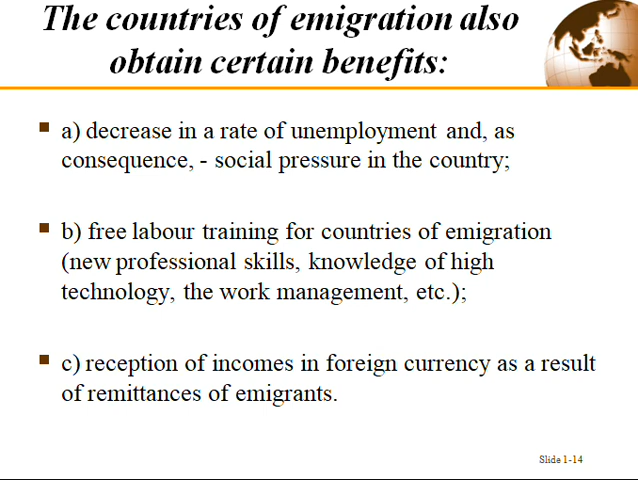 The countries of emigration also
obtain certain benefits:
a) decrease in a rate of unemployment and, as
consequence, - social pressure in the country;
b) free labour training for countries of emigration
(new professional skills, knowledge of high
technology, the work management, etc.);
c) reception of incomes in foreign currency as a result
of remittances of emigrants.
Slide 1-14